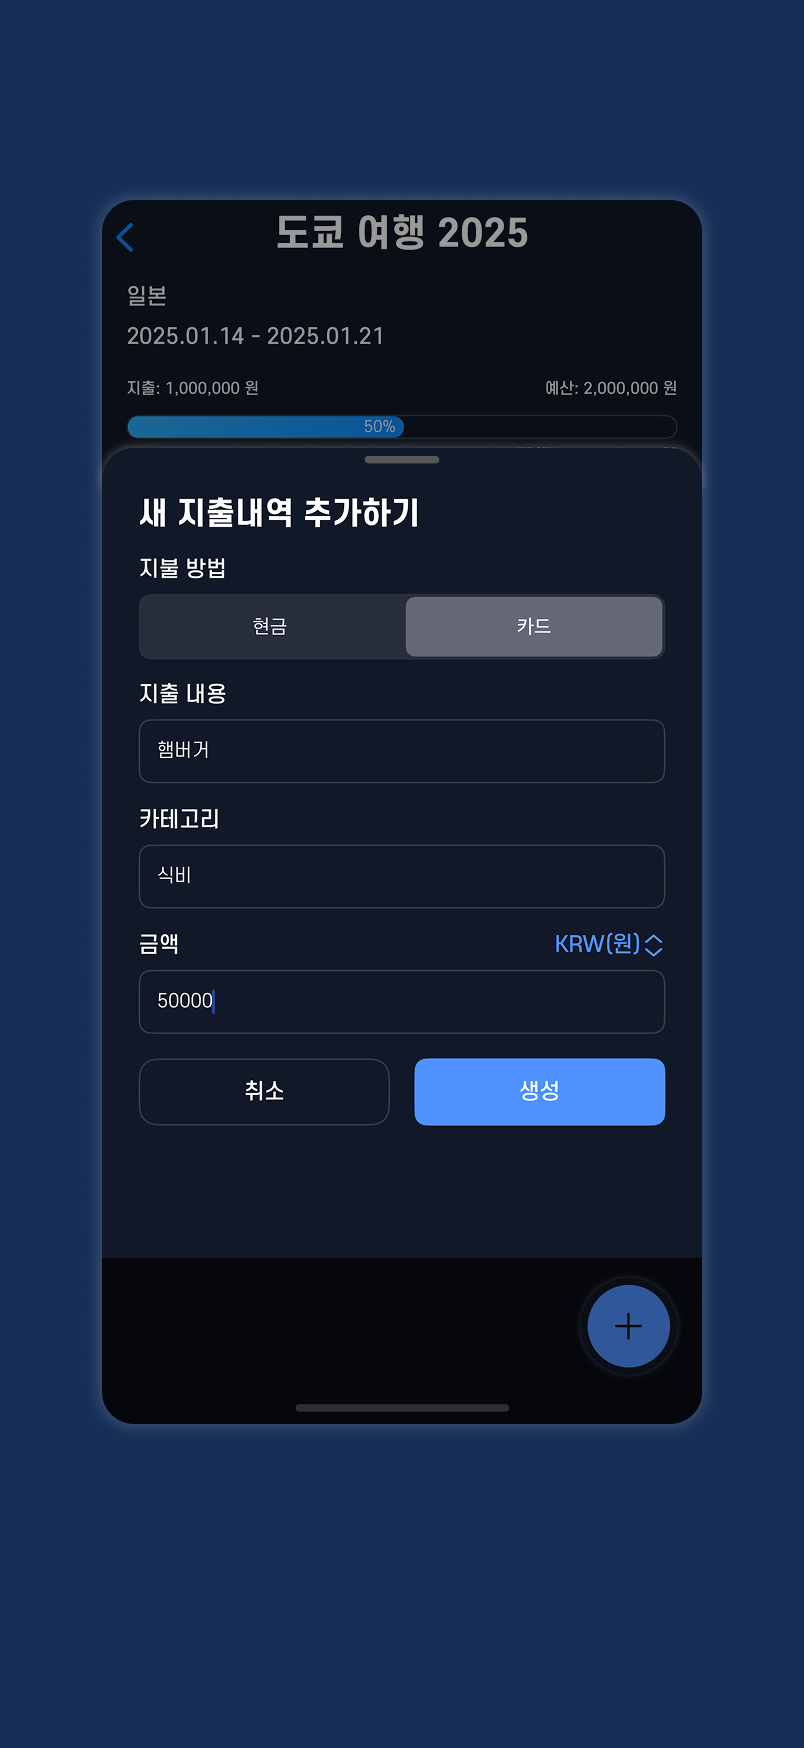 도쿄 여행 2025
일본
2025.01.14 - 2025.01.21
지출: 1,000,000 원 예산: 2,000,000 원
50%
새 지출내역 추가하기
지불 방법
현금 카드
지출 내용
햄버거
카테고리
식비
금액 KRW(원)
50000
취소 생성